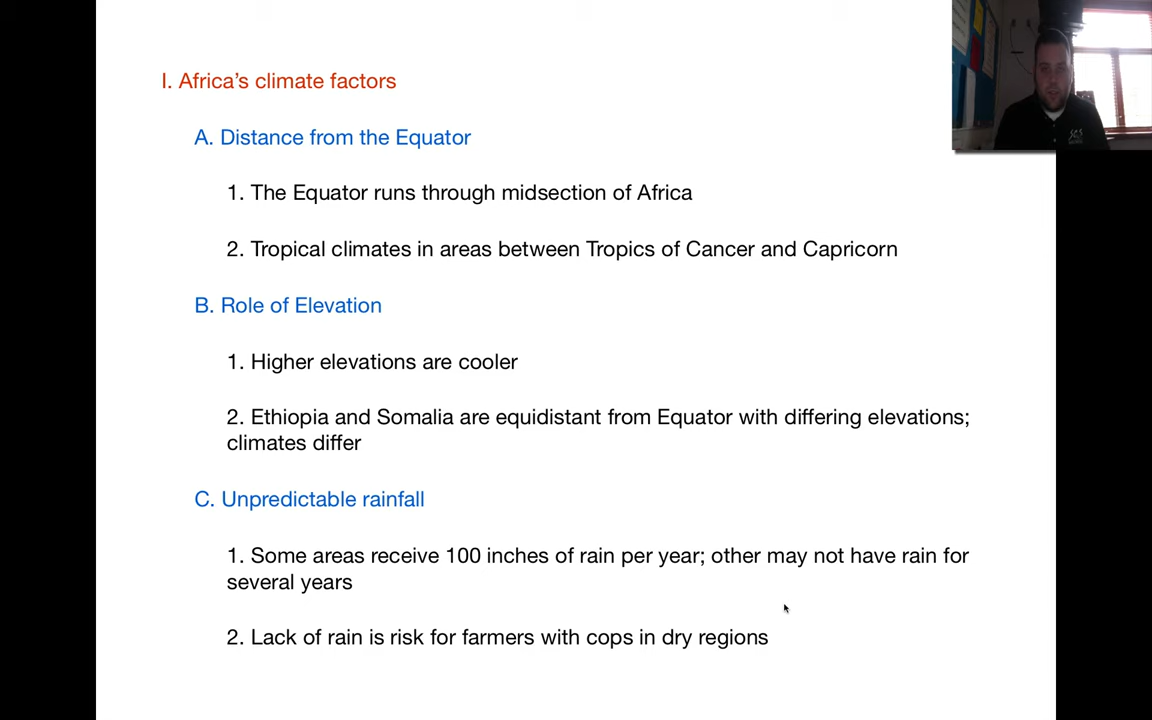 I. Africa's climate factors
A. Distance from the Equator
1. The Equator runs through midsection of Africa
2. Tropical climates in areas between Tropics of Cancer and Capricorn
B. Role of Elevation
1. Higher elevations are cooler
2. Ethiopia and Somalia are equidistant from Equator with differing elevations;
climates differ
C. Unpredictable rainfall
1. Some areas receive 100 inches of rain per year; other may not have rain for
several years
2. Lack of rain is risk for farmers with cops in dry regions